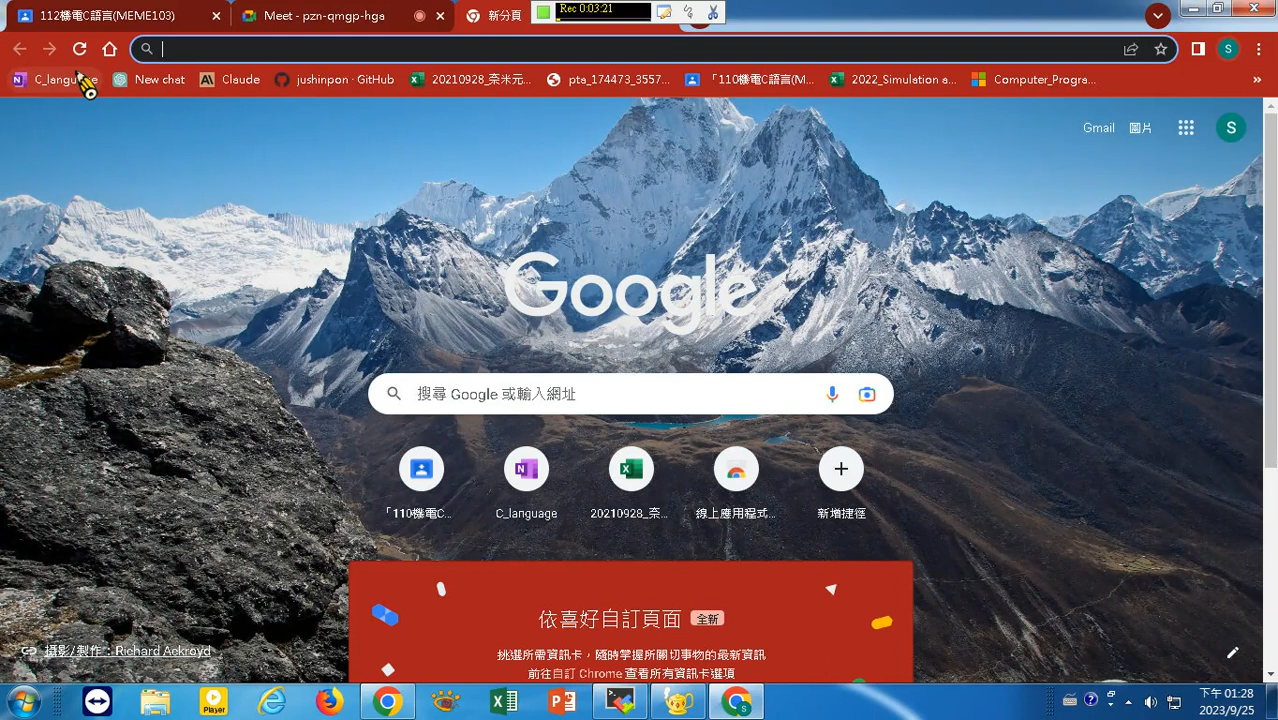 112機電C語言(MEME103)
Meet - pzn-qmgp-hga
新分頁
Rec 0:03:21
New chat
Claude
jushinpon · GitHub
20210928_奈米元...
pta_174473_3557...
「110機電C語言(M...
2022_Simulation a...
Computer_Progra...
»
Gmail
圖片
S
Google
搜尋 Google 或輸入網址
「110機電C...
C_language
20210928_奈...
線上應用程式...
新增捷徑
依喜好自訂頁面
全新
挑選所需資訊卡，隨時掌握所關切事物的最新資訊
前往自訂 Chrome 查看所有資訊卡選項
攝影/製作：Richard Ackroyd
Player
下午 01:28
2023/9/25